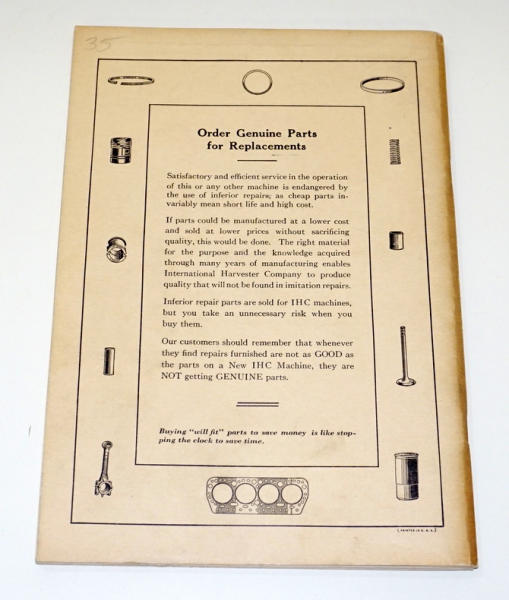 35
Order Genuine Parts
for Replacements
Satisfactory and efficient service in the operation
of this or any other machine is endangered by
the use of inferior repairs; as cheap parts in-
variably mean short life and high cost.
If parts could be manufactured at a lower cost
and sold at lower prices without sacrificing
quality, this would be done. The right material
for the purpose and the knowledge acquired
through many years of manufacturing enables
International Harvester Company to produce
quality that will not be found in imitation repairs.
Inferior repair parts are sold for IHC machines,
but you take an unnecessary risk when you
buy them.
Our customers should remember that whenever
they find repairs furnished are not as GOOD as
the parts on a New IHC Machine, they are
NOT getting GENUINE parts.
Buying "will fit" parts to save money is like stop-
ping the clock to save time.
(PRINTED IN U. S. A.)